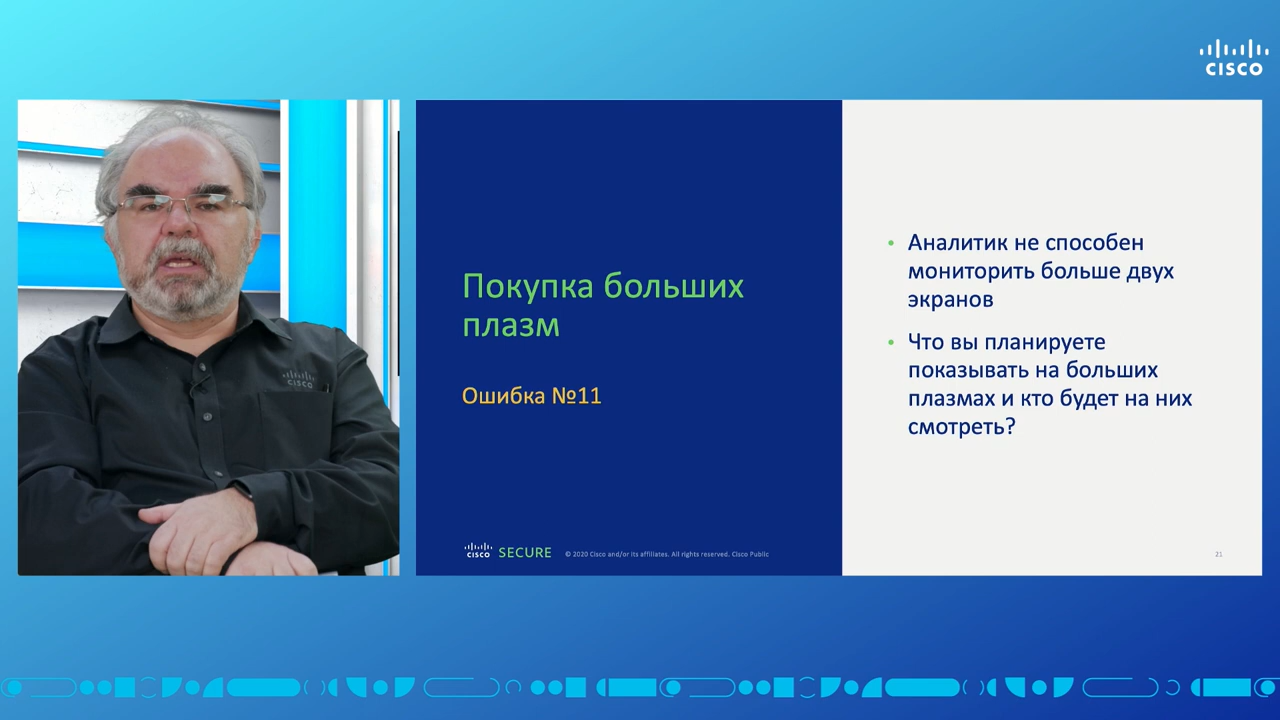 CISCO
CISCO
Покупка больших
плазм
Ошибка №11
Аналитик не способен
мониторить больше двух
экранов
Что вы планируете
показывать на больших
плазмах и кто будет на них
смотреть?
CISCO SECURE © 2020 Cisco and/or its affiliates. All rights reserved. Cisco Public
21